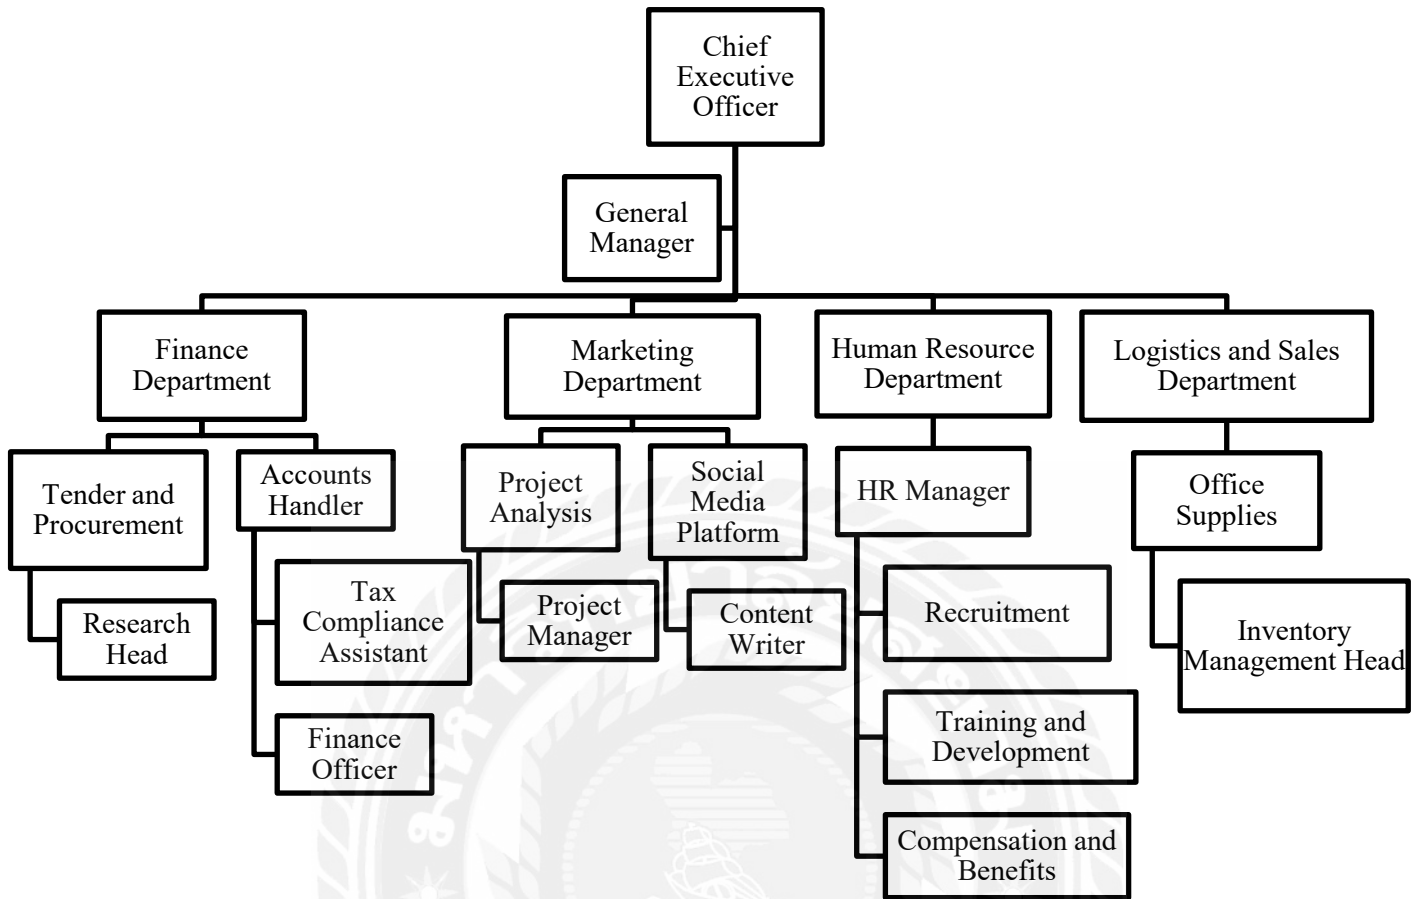 Chief
Executive
Officer
General
Manager
Finance
Department
Marketing
Department
Human Resource
Department
Logistics and Sales
Department
Tender and
Procurement
Accounts
Handler
Project
Analysis
Social
Media
Platform
HR Manager
Office
Supplies
Research
Head
Tax
Compliance
Assistant
Finance
Officer
Project
Manager
Content
Writer
Recruitment
Training and
Development
Compensation and
Benefits
Inventory
Management Head